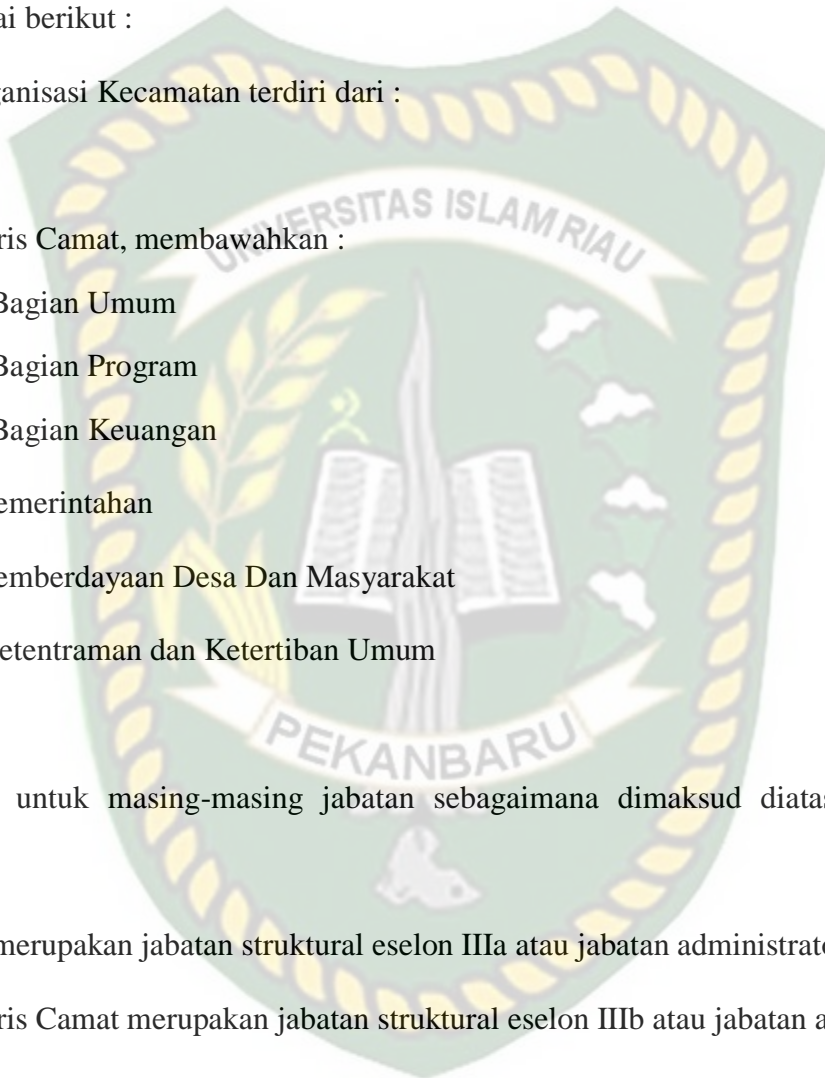 ai berikut :
ganisasi Kecamatan terdiri dari :
UNIVERSITAS ISLAM RIAU
ris Camat, membawahkan :
Bagian Umum
Bagian Program
Bagian Keuangan
emerintahan
emberdayaan Desa Dan Masyarakat
etentraman dan Ketertiban Umum
PEKANBARU
untuk masing-masing jabatan sebagaimana dimaksud diatas
merupakan jabatan struktural eselon IIIa atau jabatan administrato
ris Camat merupakan jabatan struktural eselon IIIb atau jabatan a